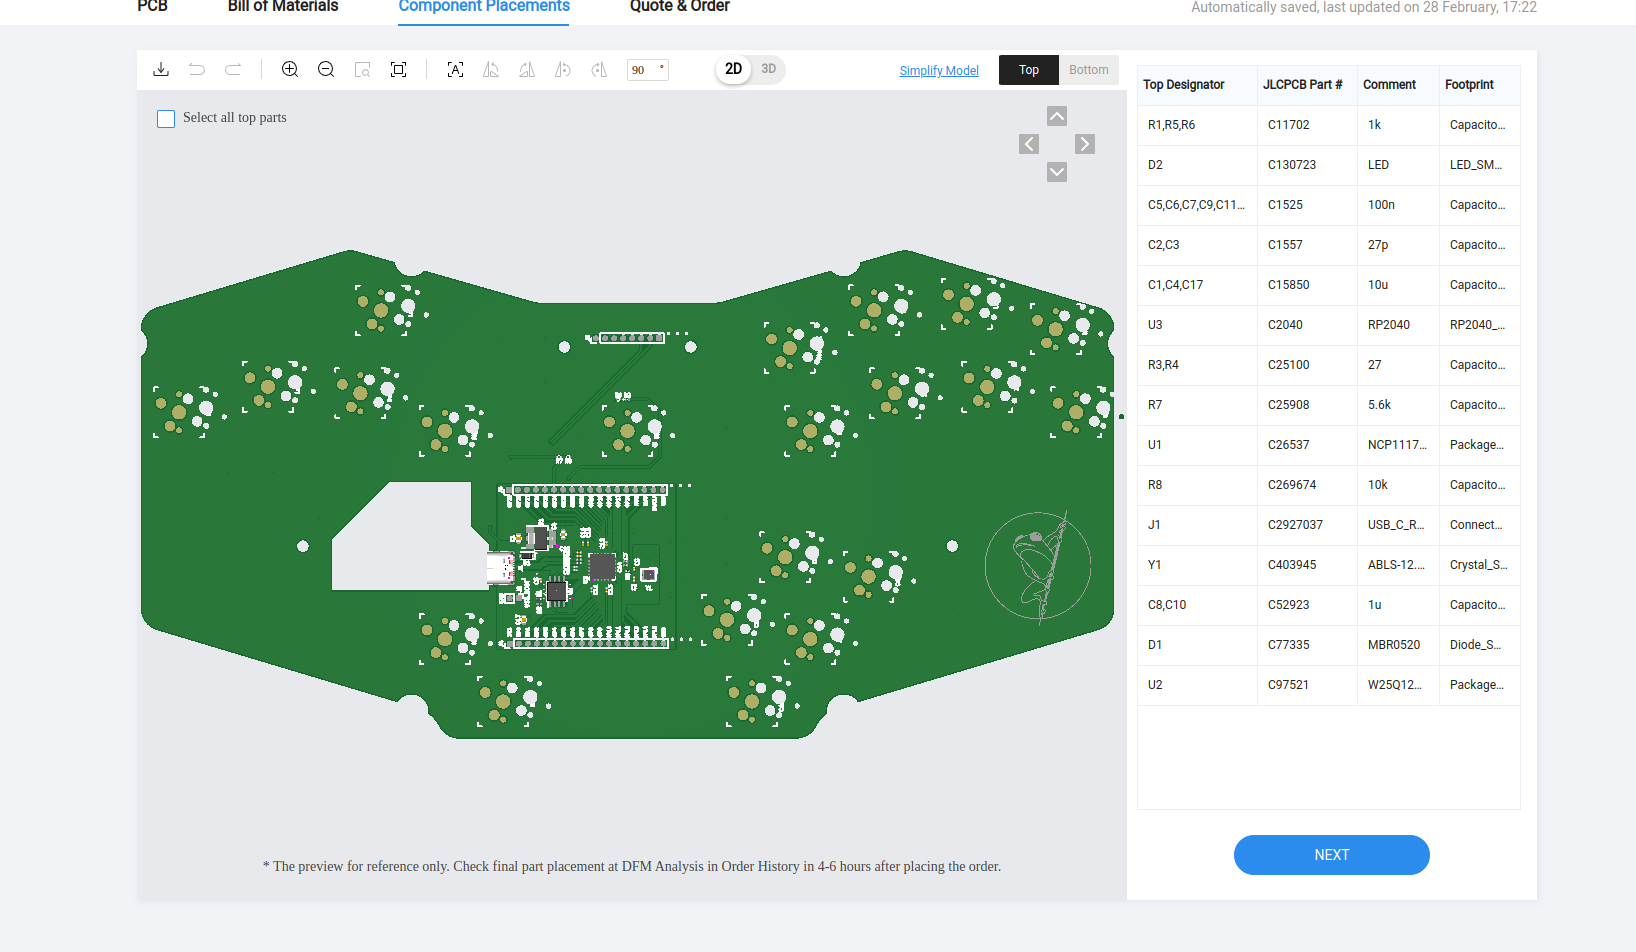 PCB Bill of Materials Component Placements Quote & Order Automatically saved, last updated on 28 February, 17:22
90 ° 2D 3D Simplify Model Top Bottom
Select all top parts
Top Designator JLCPCB Part # Comment Footprint
R1,R5,R6 C11702 1k Capacito...
D2 C130723 LED LED_SM...
C5,C6,C7,C9,C11... C1525 100n Capacito...
C2,C3 C1557 27p Capacito...
C1,C4,C17 C15850 10u Capacito...
U3 C2040 RP2040 RP2040_...
R3,R4 C25100 27 Capacito...
R7 C25908 5.6k Capacito...
U1 C26537 NCP1117... Package...
R8 C269674 10k Capacito...
J1 C2927037 USB_C_R... Connect...
Y1 C403945 ABLS-12.... Crystal_S...
C8,C10 C52923 1u Capacito...
D1 C77335 MBR0520 Diode_S...
U2 C97521 W25Q12... Package...
* The preview for reference only. Check final part placement at DFM Analysis in Order History in 4-6 hours after placing the order.
NEXT